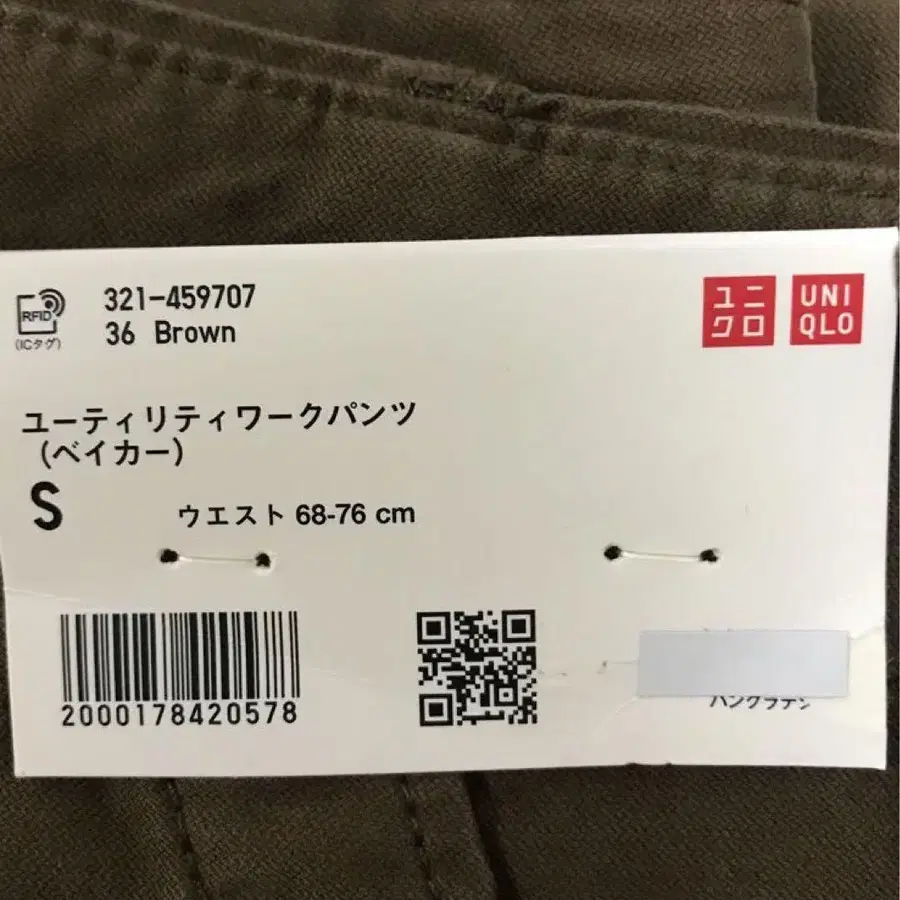 RFID
(ICタグ)
321-459707
36 Brown
ユニ
クロ
UNI
QLO
ユーティリティワークパンツ
（ベイカー）
S
ウエスト 68-76 cm
2000178420578